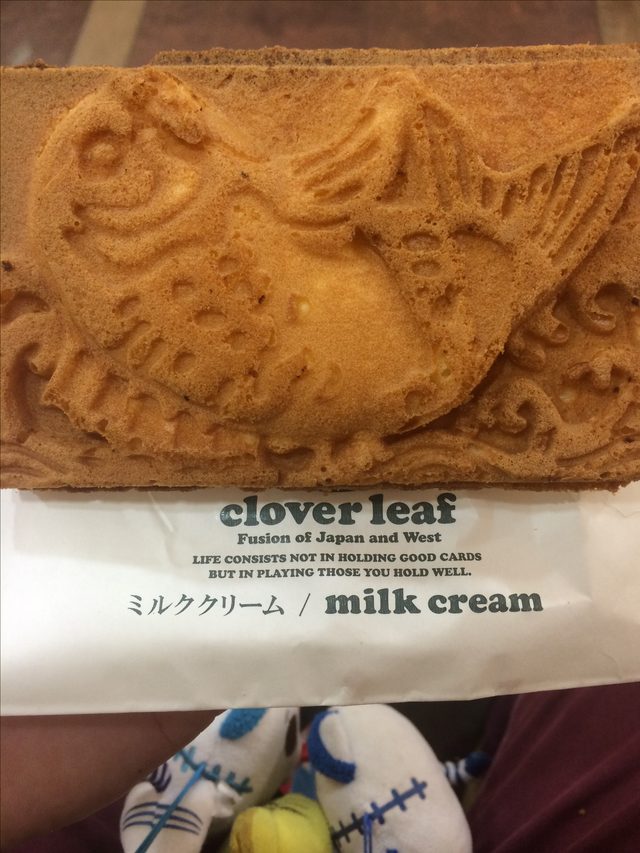 clover leaf
Fusion of Japan and West
LIFE CONSISTS NOT IN HOLDING GOOD CARDS
BUT IN PLAYING THOSE YOU HOLD WELL.
ミルククリーム / milk cream